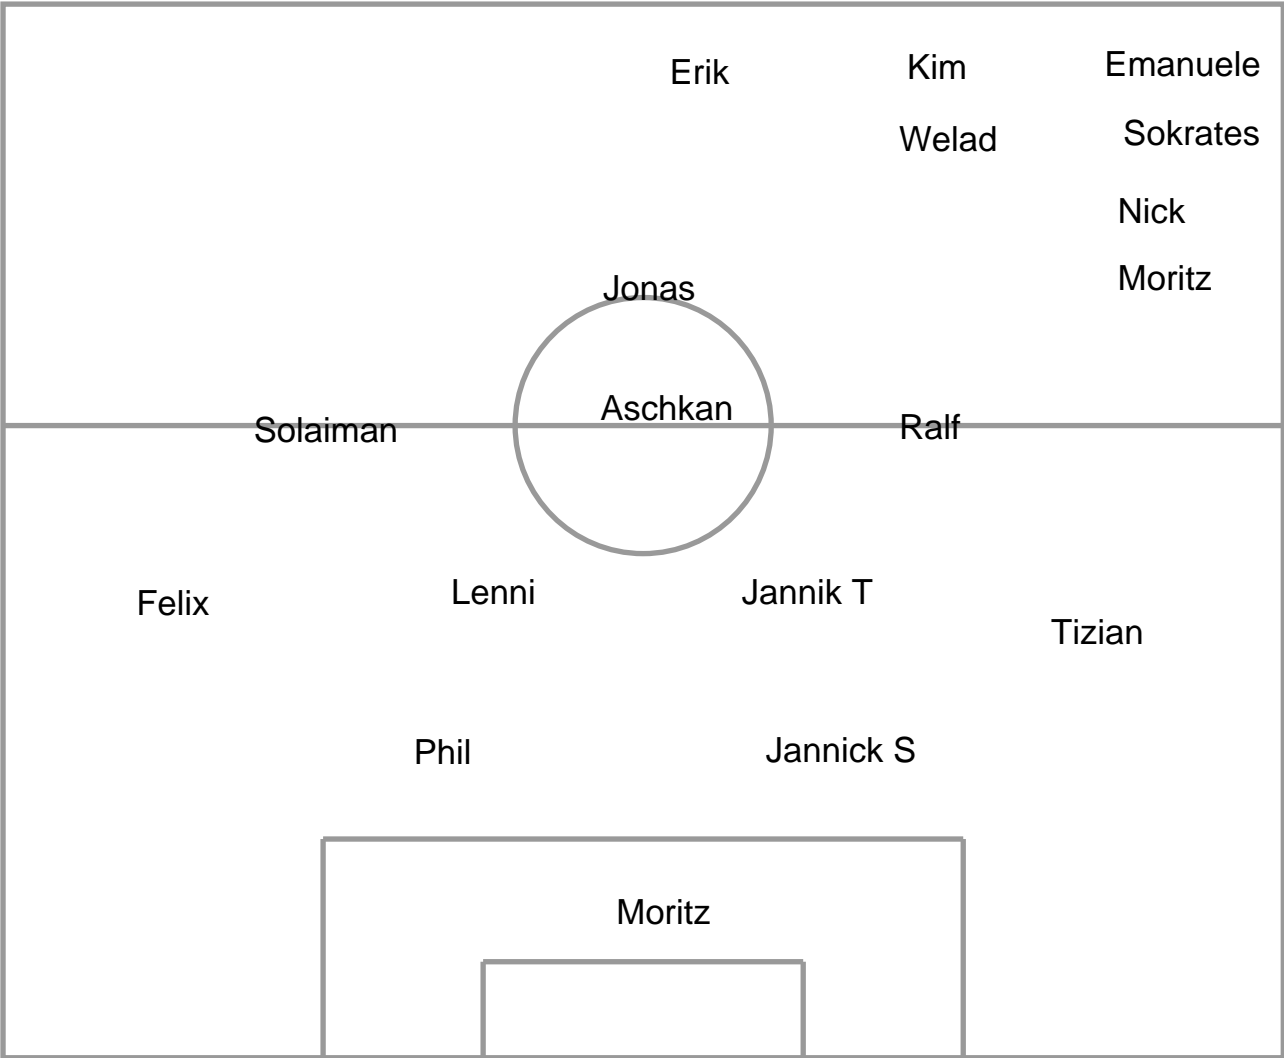 Erik
Kim
Emanuele
Welad
Sokrates
Nick
Moritz
Jonas
Aschkan
Solaiman
Ralf
Felix
Lenni
Jannik T
Tizian
Phil
Jannick S
Moritz